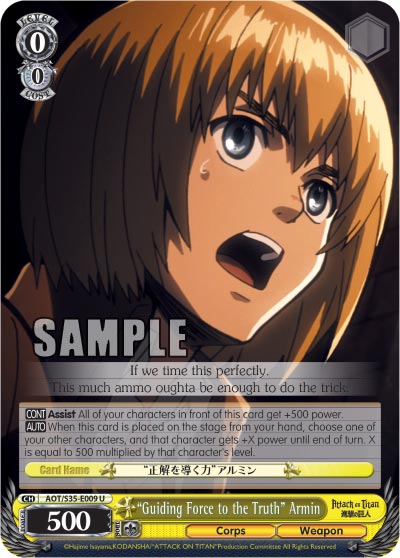 LEVEL
0
0
COST
SAMPLE
If we time this perfectly.
This much ammo oughta be enough to do the trick.
CONT Assist All of your characters in front of this card get +500 power.
AUTO When this card is placed on the stage from your hand, choose one of
your characters, and that character gets +X power until end of turn. X
is equal to 500 multiplied by that character's level.
Card Name "正解を導く力"アルミン
CH AOT/S35-E009 U
POWER 500 "Guiding Force to the Truth" Armin
Attack on Titan
進撃の巨人
Corps Weapon
©Hajime Isayama,KODANSHA/"ATTACK ON TITAN"Production Committee All Rights Reserved